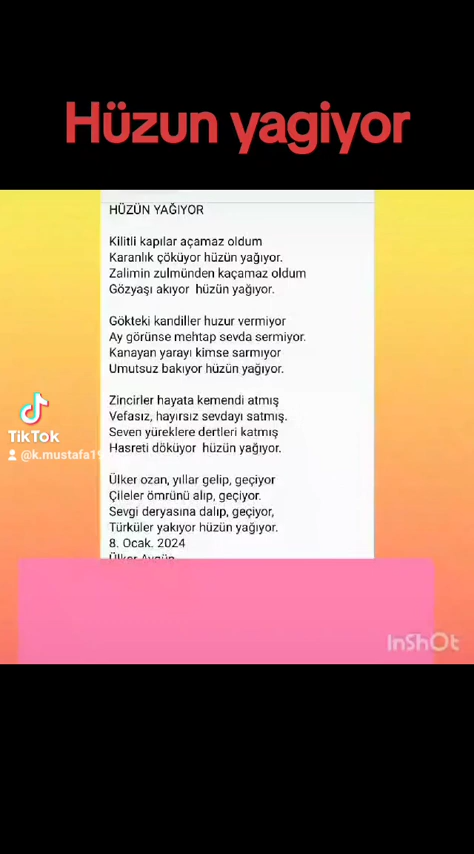 Hüzun yagiyor
HÜZÜN YAĞIYOR
Kilitli kapılar açamaz oldum
Karanlık çöküyor hüzün yağıyor.
Zalimin zulmünden kaçamaz oldum
Gözyaşı akıyor hüzün yağıyor.
Gökteki kandiller huzur vermiyor
Ay görünse mehtap sevda sermiyor.
Kanayan yarayı kimse sarmıyor
Umutsuz bakıyor hüzün yağıyor.
Zincirler hayata kemendi atmış
Vefasız, hayırsız sevdayı satmış.
Seven yüreklere dertleri katmış
Hasreti döküyor hüzün yağıyor.
Ülker ozan, yıllar gelip, geçiyor
Çileler ömrünü alıp, geçiyor.
Sevgi deryasına dalıp, geçiyor,
Türküler yakıyor hüzün yağıyor.
8. Ocak. 2024
TikTok
@k.mustafa19
InShOt